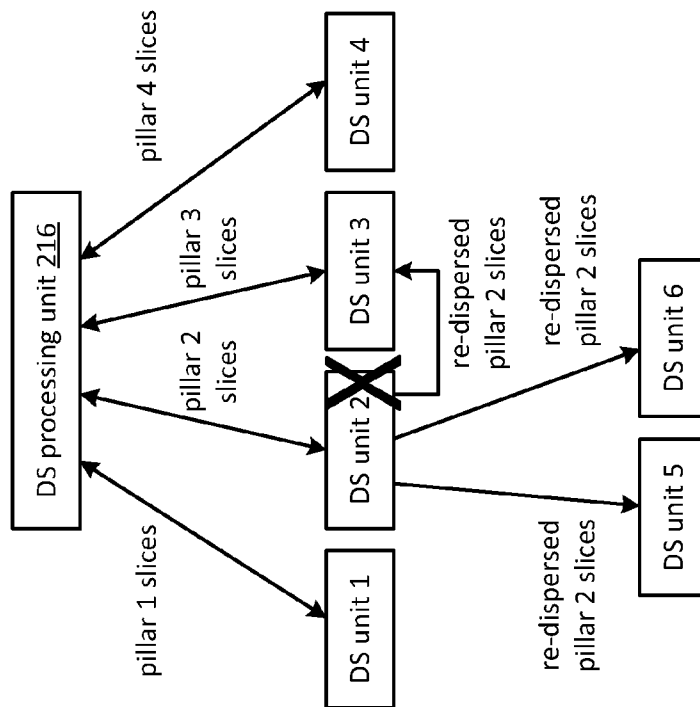 DS processing unit 216
pillar 1 slices
pillar 2
slices
pillar 3
slices
pillar 4 slices
DS unit 1
DS unit 2
DS unit 3
DS unit 4
re-dispersed
pillar 2 slices
re-dispersed
pillar 2 slices
re-dispersed
pillar 2 slices
DS unit 5
DS unit 6